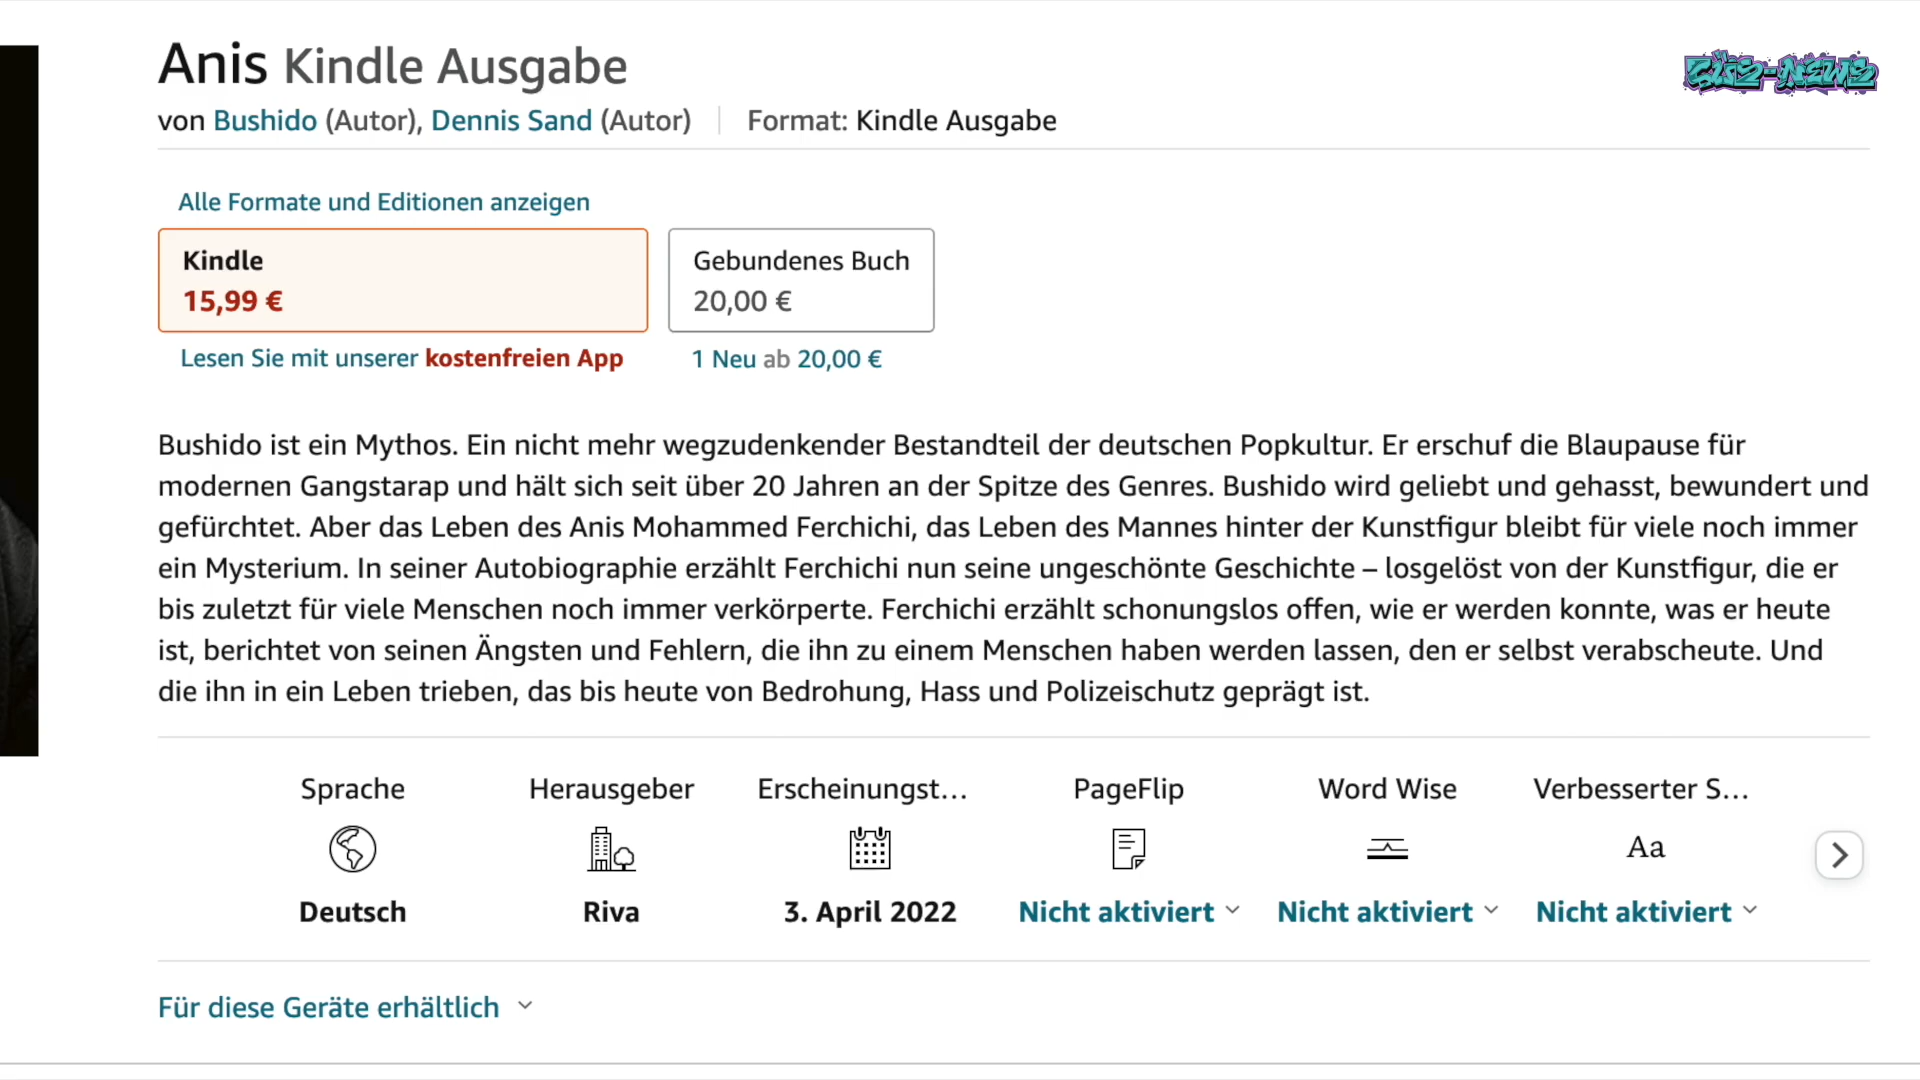 Anis Kindle Ausgabe
BUS-NEWS
von Bushido (Autor), Dennis Sand (Autor) Format: Kindle Ausgabe
Alle Formate und Editionen anzeigen
Kindle
15,99 €
Gebundenes Buch
20,00 €
Lesen Sie mit unserer kostenfreien App
1 Neu ab 20,00 €
Bushido ist ein Mythos. Ein nicht mehr wegzudenkender Bestandteil der deutschen Popkultur. Er erschuf die Blaupause für
modernen Gangstarap und hält sich seit über 20 Jahren an der Spitze des Genres. Bushido wird geliebt und gehasst, bewundert und
gefürchtet. Aber das Leben des Anis Mohammed Ferchichi, das Leben des Mannes hinter der Kunstfigur bleibt für viele noch immer
ein Mysterium. In seiner Autobiographie erzählt Ferchichi nun seine ungeschönte Geschichte – losgelöst von der Kunstfigur, die er
bis zuletzt für viele Menschen noch immer verkörperte. Ferchichi erzählt schonungslos offen, wie er werden konnte, was er heute
ist, berichtet von seinen Ängsten und Fehlern, die ihn zu einem Menschen haben werden lassen, den er selbst verabscheute. Und
die ihn in ein Leben trieben, das bis heute von Bedrohung, Hass und Polizeischutz geprägt ist.
Sprache
Deutsch
Herausgeber
Riva
Erscheinungst…
3. April 2022
PageFlip
Nicht aktiviert
Word Wise
Nicht aktiviert
Verbesserter S…
Aa
Nicht aktiviert
Für diese Geräte erhältlich